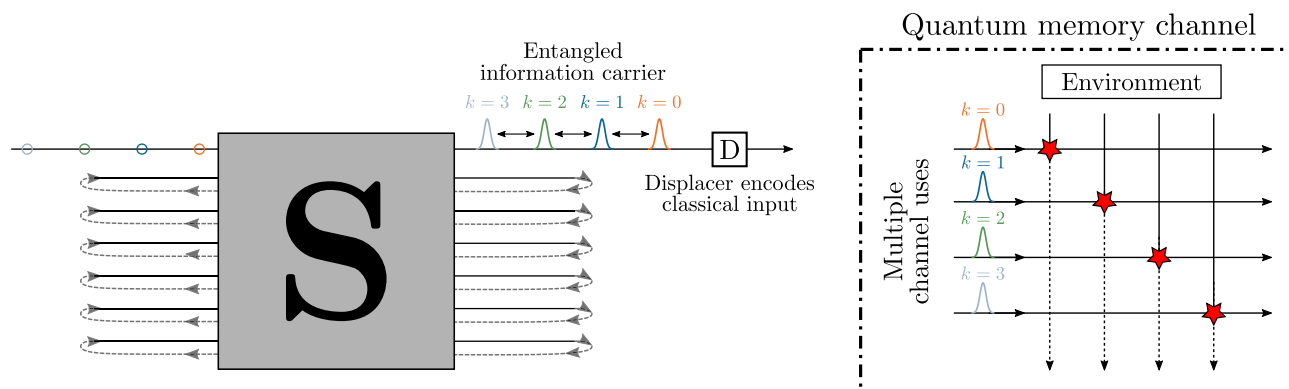 Entangled
information carrier
k = 3 k = 2 k = 1 k = 0
S
D
Displacer encodes
classical input
Quantum memory channel
Environment
Multiple
channel uses
k = 0
k = 1
k = 2
k = 3